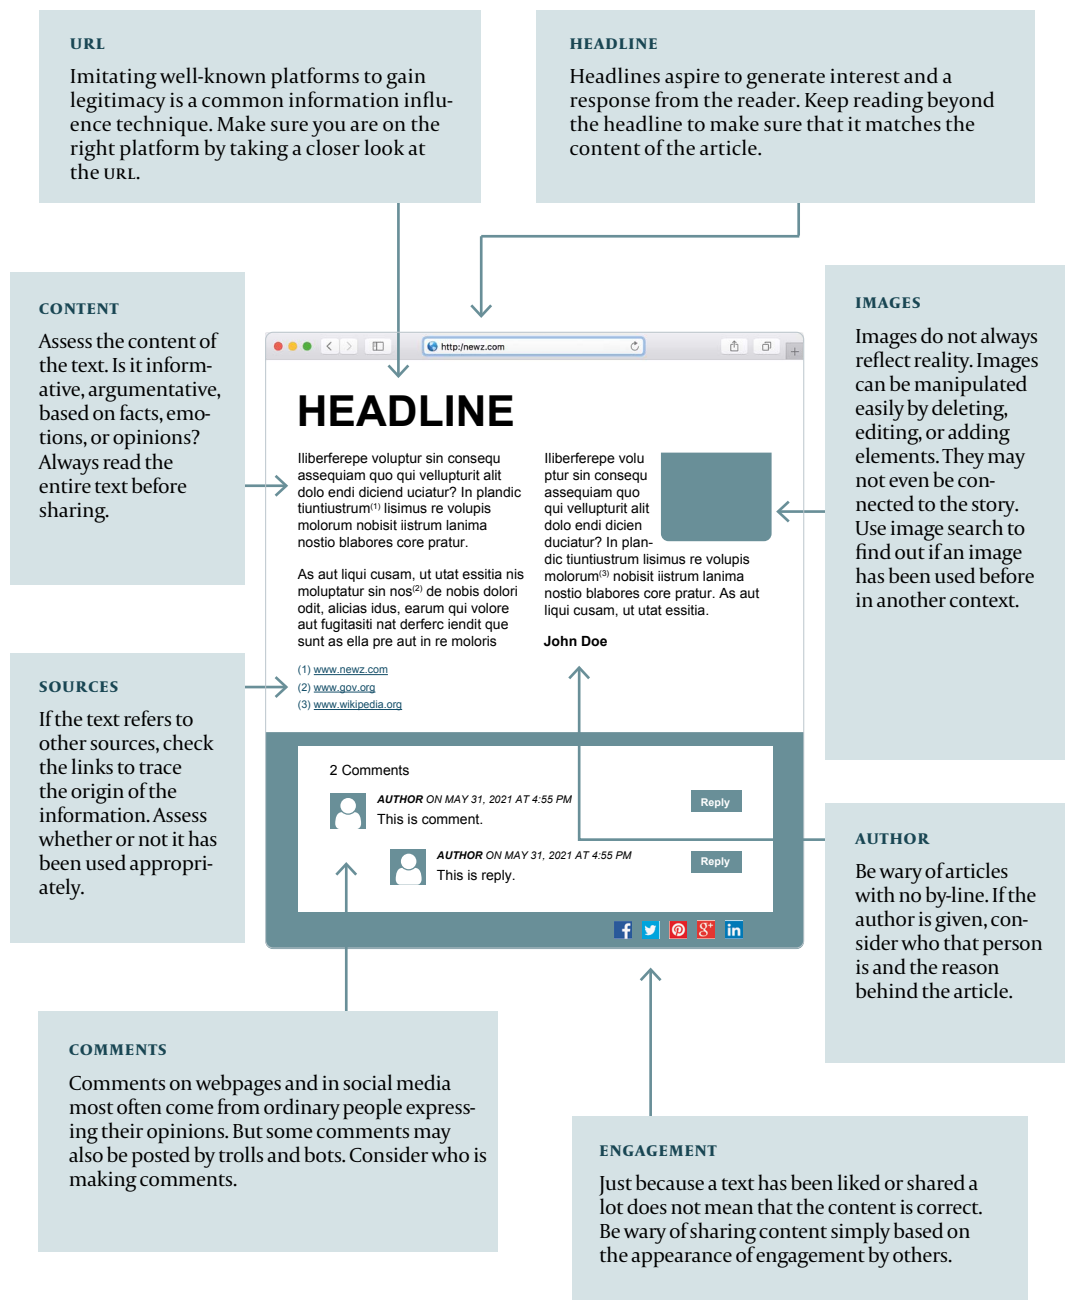 URL
Imitating well-known platforms to gain
legitimacy is a common information influ-
ence technique. Make sure you are on the
right platform by taking a closer look at
the URL.
HEADLINE
Headlines aspire to generate interest and a
response from the reader. Keep reading beyond
the headline to make sure that it matches the
content of the article.
CONTENT
Assess the content of
the text. Is it inform-
ative, argumentative,
based on facts, emo-
tions, or opinions?
Always read the
entire text before
sharing.
IMAGES
Images do not always
reflect reality. Images
can be manipulated
easily by deleting,
editing, or adding
elements. They may
not even be con-
nected to the story.
Use image search to
find out if an image
has been used before
in another context.
http:/newz.com
HEADLINE
Iliberferepe voluptur sin consequ
assequiam quo qui vellupturit alit
dolo endi diciend uciatur? In plandic
tiuntiustrum(1) lisimus re volupis
molorum nobisit iistrum lanima
nostio blabores core pratur.
As aut liqui cusam, ut utat essitia nis
moluptatur sin nos(2) de nobis dolori
odit, alicias idus, earum qui volore
aut fugitasiti nat derferc iendit que
sunt as ella pre aut in re moloris
Iliberferepe volu
ptur sin consequ
assequiam quo
qui vellupturit alit
dolo endi dicien
duciatur? In plan-
dic tiuntiustrum lisimus re volupis
molorum(3) nobisit iistrum lanima
nostio blabores core pratur. As aut
liqui cusam, ut utat essitia.
John Doe
(1) www.newz.com
(2) www.gov.org
(3) www.wikipedia.org
SOURCES
If the text refers to
other sources, check
the links to trace
the origin of the
information. Assess
whether or not it has
been used appropri-
ately.
2 Comments
AUTHOR ON MAY 31, 2021 AT 4:55 PM
This is comment.
Reply
AUTHOR ON MAY 31, 2021 AT 4:55 PM
This is reply.
Reply
AUTHOR
Be wary of articles
with no by-line. If the
author is given, con-
sider who that person
is and the reason
behind the article.
COMMENTS
Comments on webpages and in social media
most often come from ordinary people express-
ing their opinions. But some comments may
also be posted by trolls and bots. Consider who is
making comments.
ENGAGEMENT
Just because a text has been liked or shared a
lot does not mean that the content is correct.
Be wary of sharing content simply based on
the appearance of engagement by others.